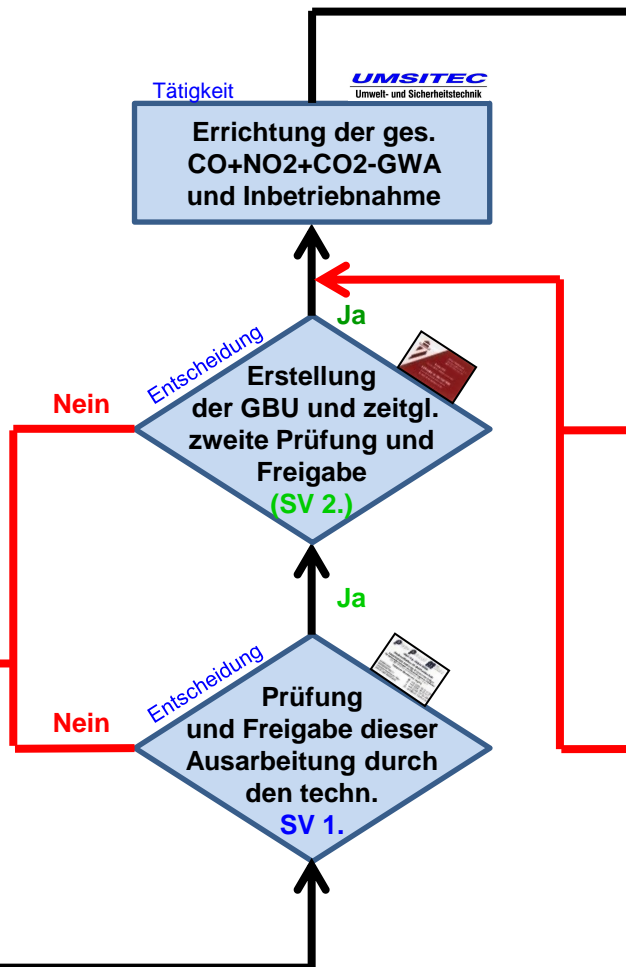 UMSITEC
Umwelt- und Sicherheitstechnik
Tätigkeit
Errichtung der ges.
CO+NO2+CO2-GWA
und Inbetriebnahme
Ja
Entscheidung
Nein
Erstellung
der GBU und zeitgl.
zweite Prüfung und
Freigabe
(SV 2.)
Ja
Entscheidung
Nein
Prüfung
und Freigabe dieser
Ausarbeitung durch
den techn.
SV 1.